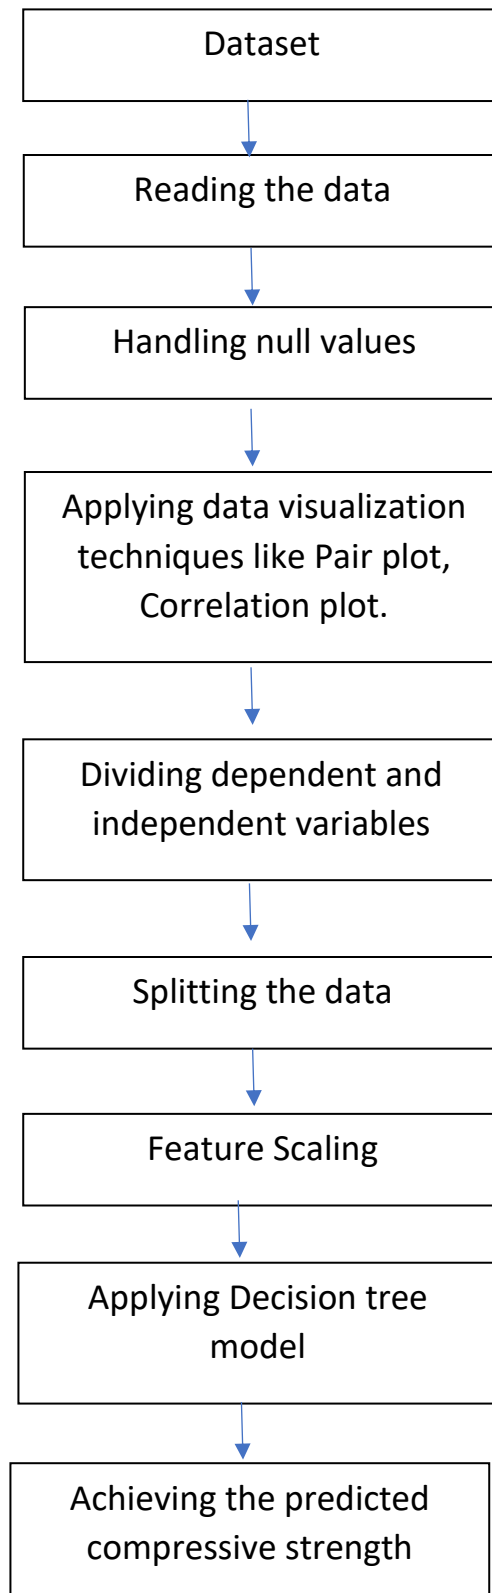 Dataset
Reading the data
Handling null values
Applying data visualization
techniques like Pair plot,
Correlation plot.
Dividing dependent and
independent variables
Splitting the data
Feature Scaling
Applying Decision tree
model
Achieving the predicted
compressive strength